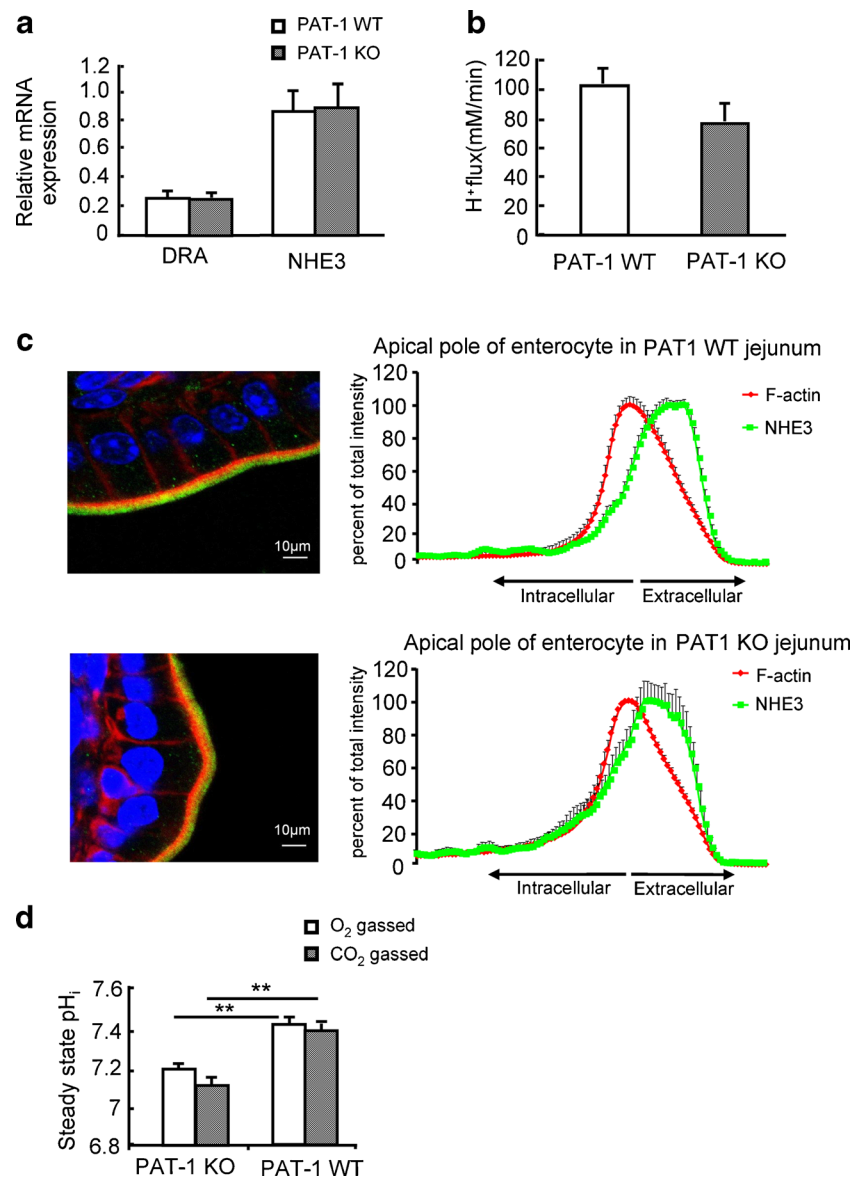 a
PAT-1 WT
PAT-1 KO
Relative mRNA
expression
1.2
1.0
0.8
0.6
0.4
0.2
0
DRA
NHE3
b
H⁺flux(mM/min)
120
100
80
60
40
20
0
PAT-1 WT
PAT-1 KO
c
10µm
Apical pole of enterocyte in PAT1 WT jejunum
percent of total intensity
120
100
80
60
40
20
0
F-actin
NHE3
Intracellular
Extracellular
10µm
Apical pole of enterocyte in PAT1 KO jejunum
percent of total intensity
120
100
80
60
40
20
0
F-actin
NHE3
Intracellular
Extracellular
d
O₂ gassed
CO₂ gassed
Steady state pHᵢ
7.6
7.4
7.2
7
6.8
**
**
PAT-1 KO
PAT-1 WT